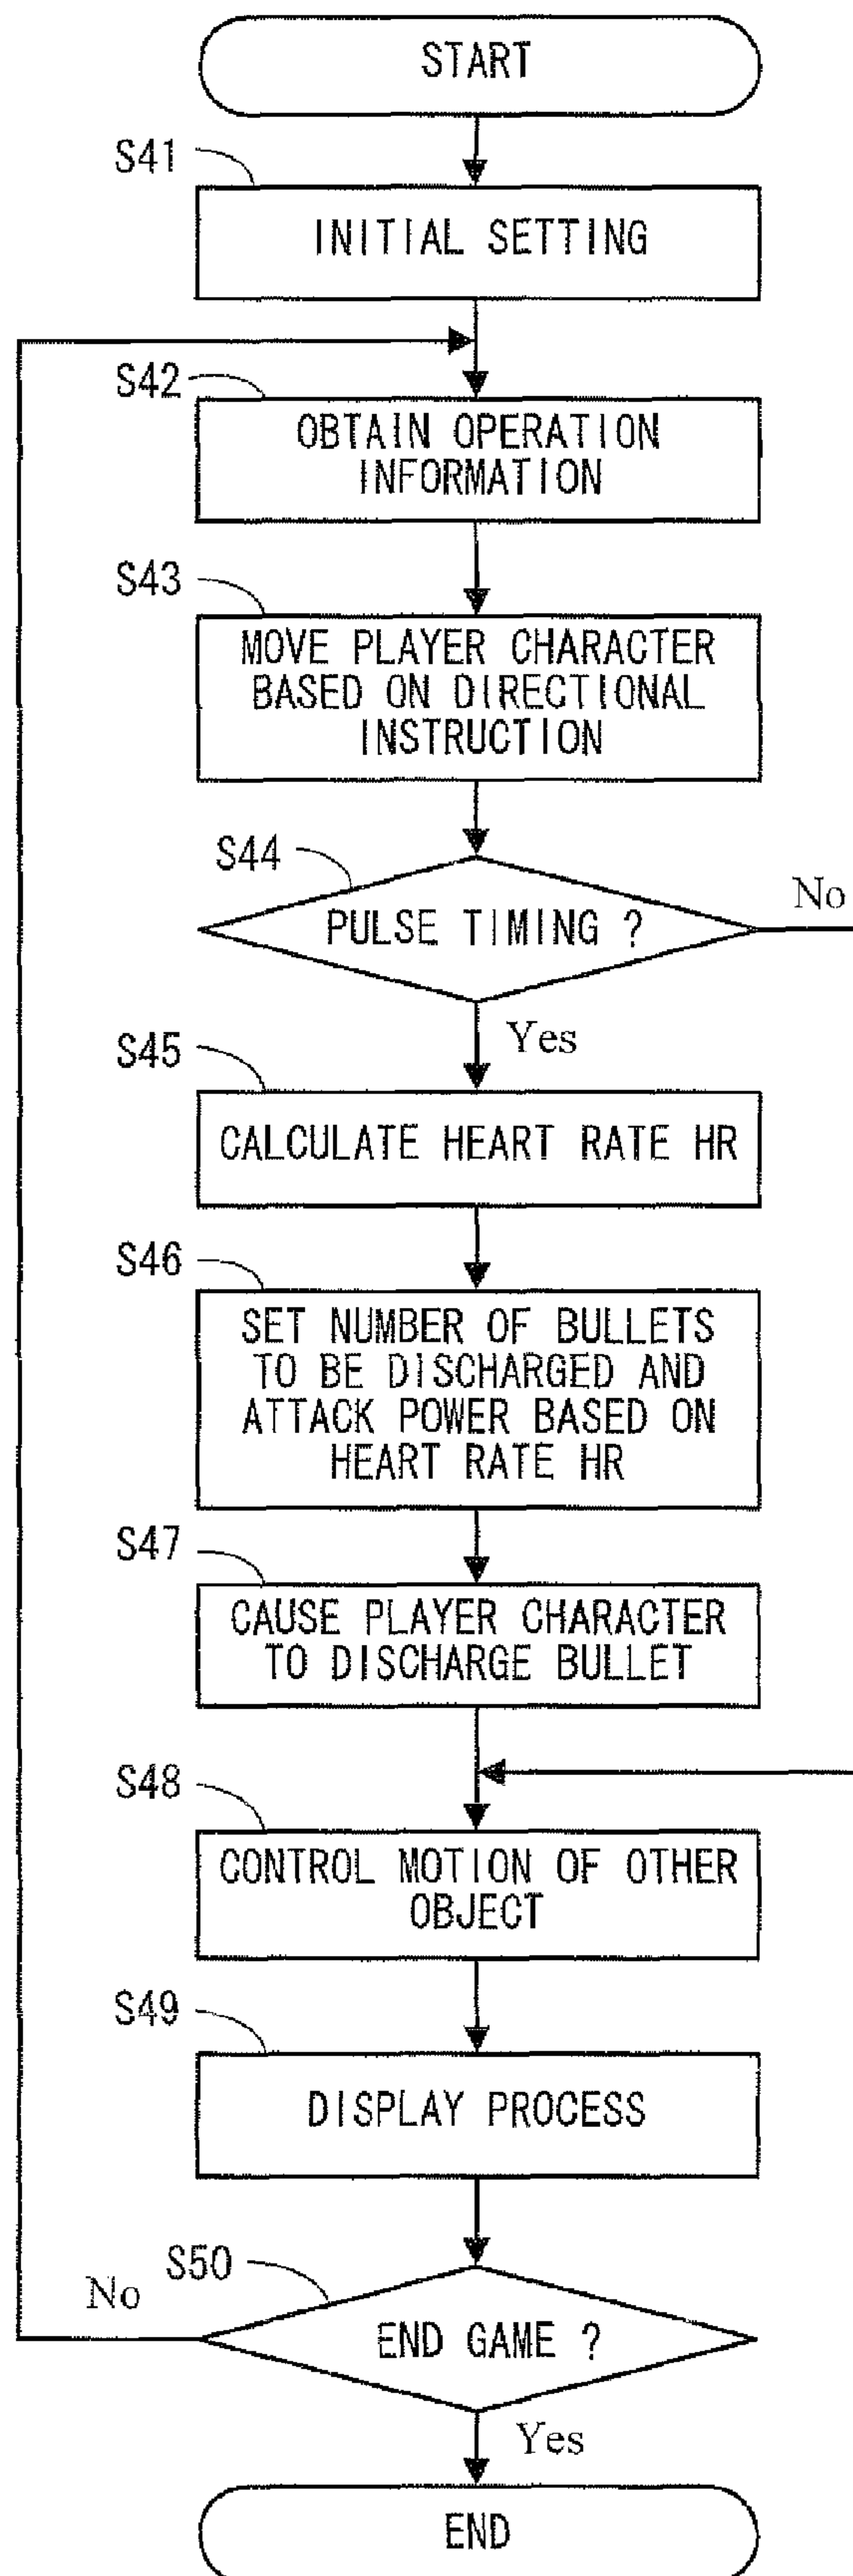 START
S41
INITIAL SETTING
S42
OBTAIN OPERATION
INFORMATION
S43
MOVE PLAYER CHARACTER
BASED ON DIRECTIONAL
INSTRUCTION
S44
No
PULSE TIMING ?
Yes
S45
CALCULATE HEART RATE HR
S46
SET NUMBER OF BULLETS
TO BE DISCHARGED AND
ATTACK POWER BASED ON
HEART RATE HR
S47
CAUSE PLAYER CHARACTER
TO DISCHARGE BULLET
S48
CONTROL MOTION OF OTHER
OBJECT
S49
DISPLAY PROCESS
S50
No
END GAME ?
Yes
END